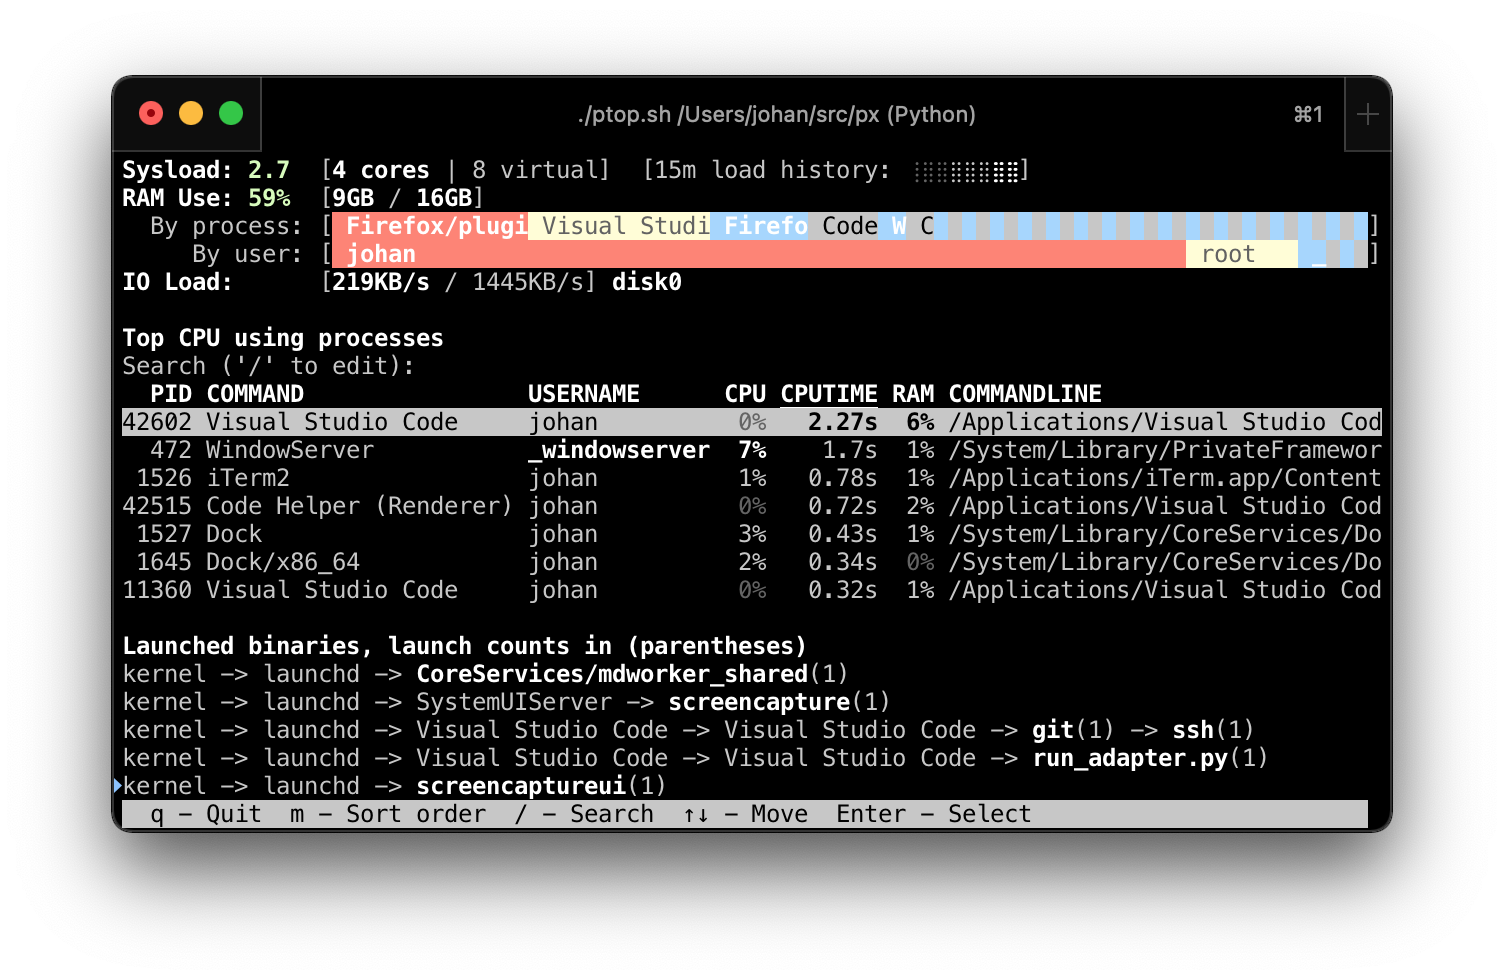 ./ptop.sh /Users/johan/src/px (Python) ⌘1 +
Sysload: 2.7 [4 cores | 8 virtual] [15m load history: ]
RAM Use: 59% [9GB / 16GB]
By process: [ Firefox/plugi Visual Studi Firefo Code W C ]
By user: [ johan root _ ]
IO Load: [219KB/s / 1445KB/s] disk0
Top CPU using processes
Search ('/' to edit):
PID COMMAND USERNAME CPU CPUTIME RAM COMMANDLINE
42602 Visual Studio Code johan 0% 2.27s 6% /Applications/Visual Studio Cod
472 WindowServer _windowserver 7% 1.7s 1% /System/Library/PrivateFramewor
1526 iTerm2 johan 1% 0.78s 1% /Applications/iTerm.app/Content
42515 Code Helper (Renderer) johan 0% 0.72s 2% /Applications/Visual Studio Cod
1527 Dock johan 3% 0.43s 1% /System/Library/CoreServices/Do
1645 Dock/x86_64 johan 2% 0.34s 0% /System/Library/CoreServices/Do
11360 Visual Studio Code johan 0% 0.32s 1% /Applications/Visual Studio Cod
Launched binaries, launch counts in (parentheses)
kernel -> launchd -> CoreServices/mdworker_shared(1)
kernel -> launchd -> SystemUIServer -> screencapture(1)
kernel -> launchd -> Visual Studio Code -> Visual Studio Code -> git(1) -> ssh(1)
kernel -> launchd -> Visual Studio Code -> Visual Studio Code -> run_adapter.py(1)
kernel -> launchd -> screencaptureui(1)
q - Quit m - Sort order / - Search ↑↓ - Move Enter - Select